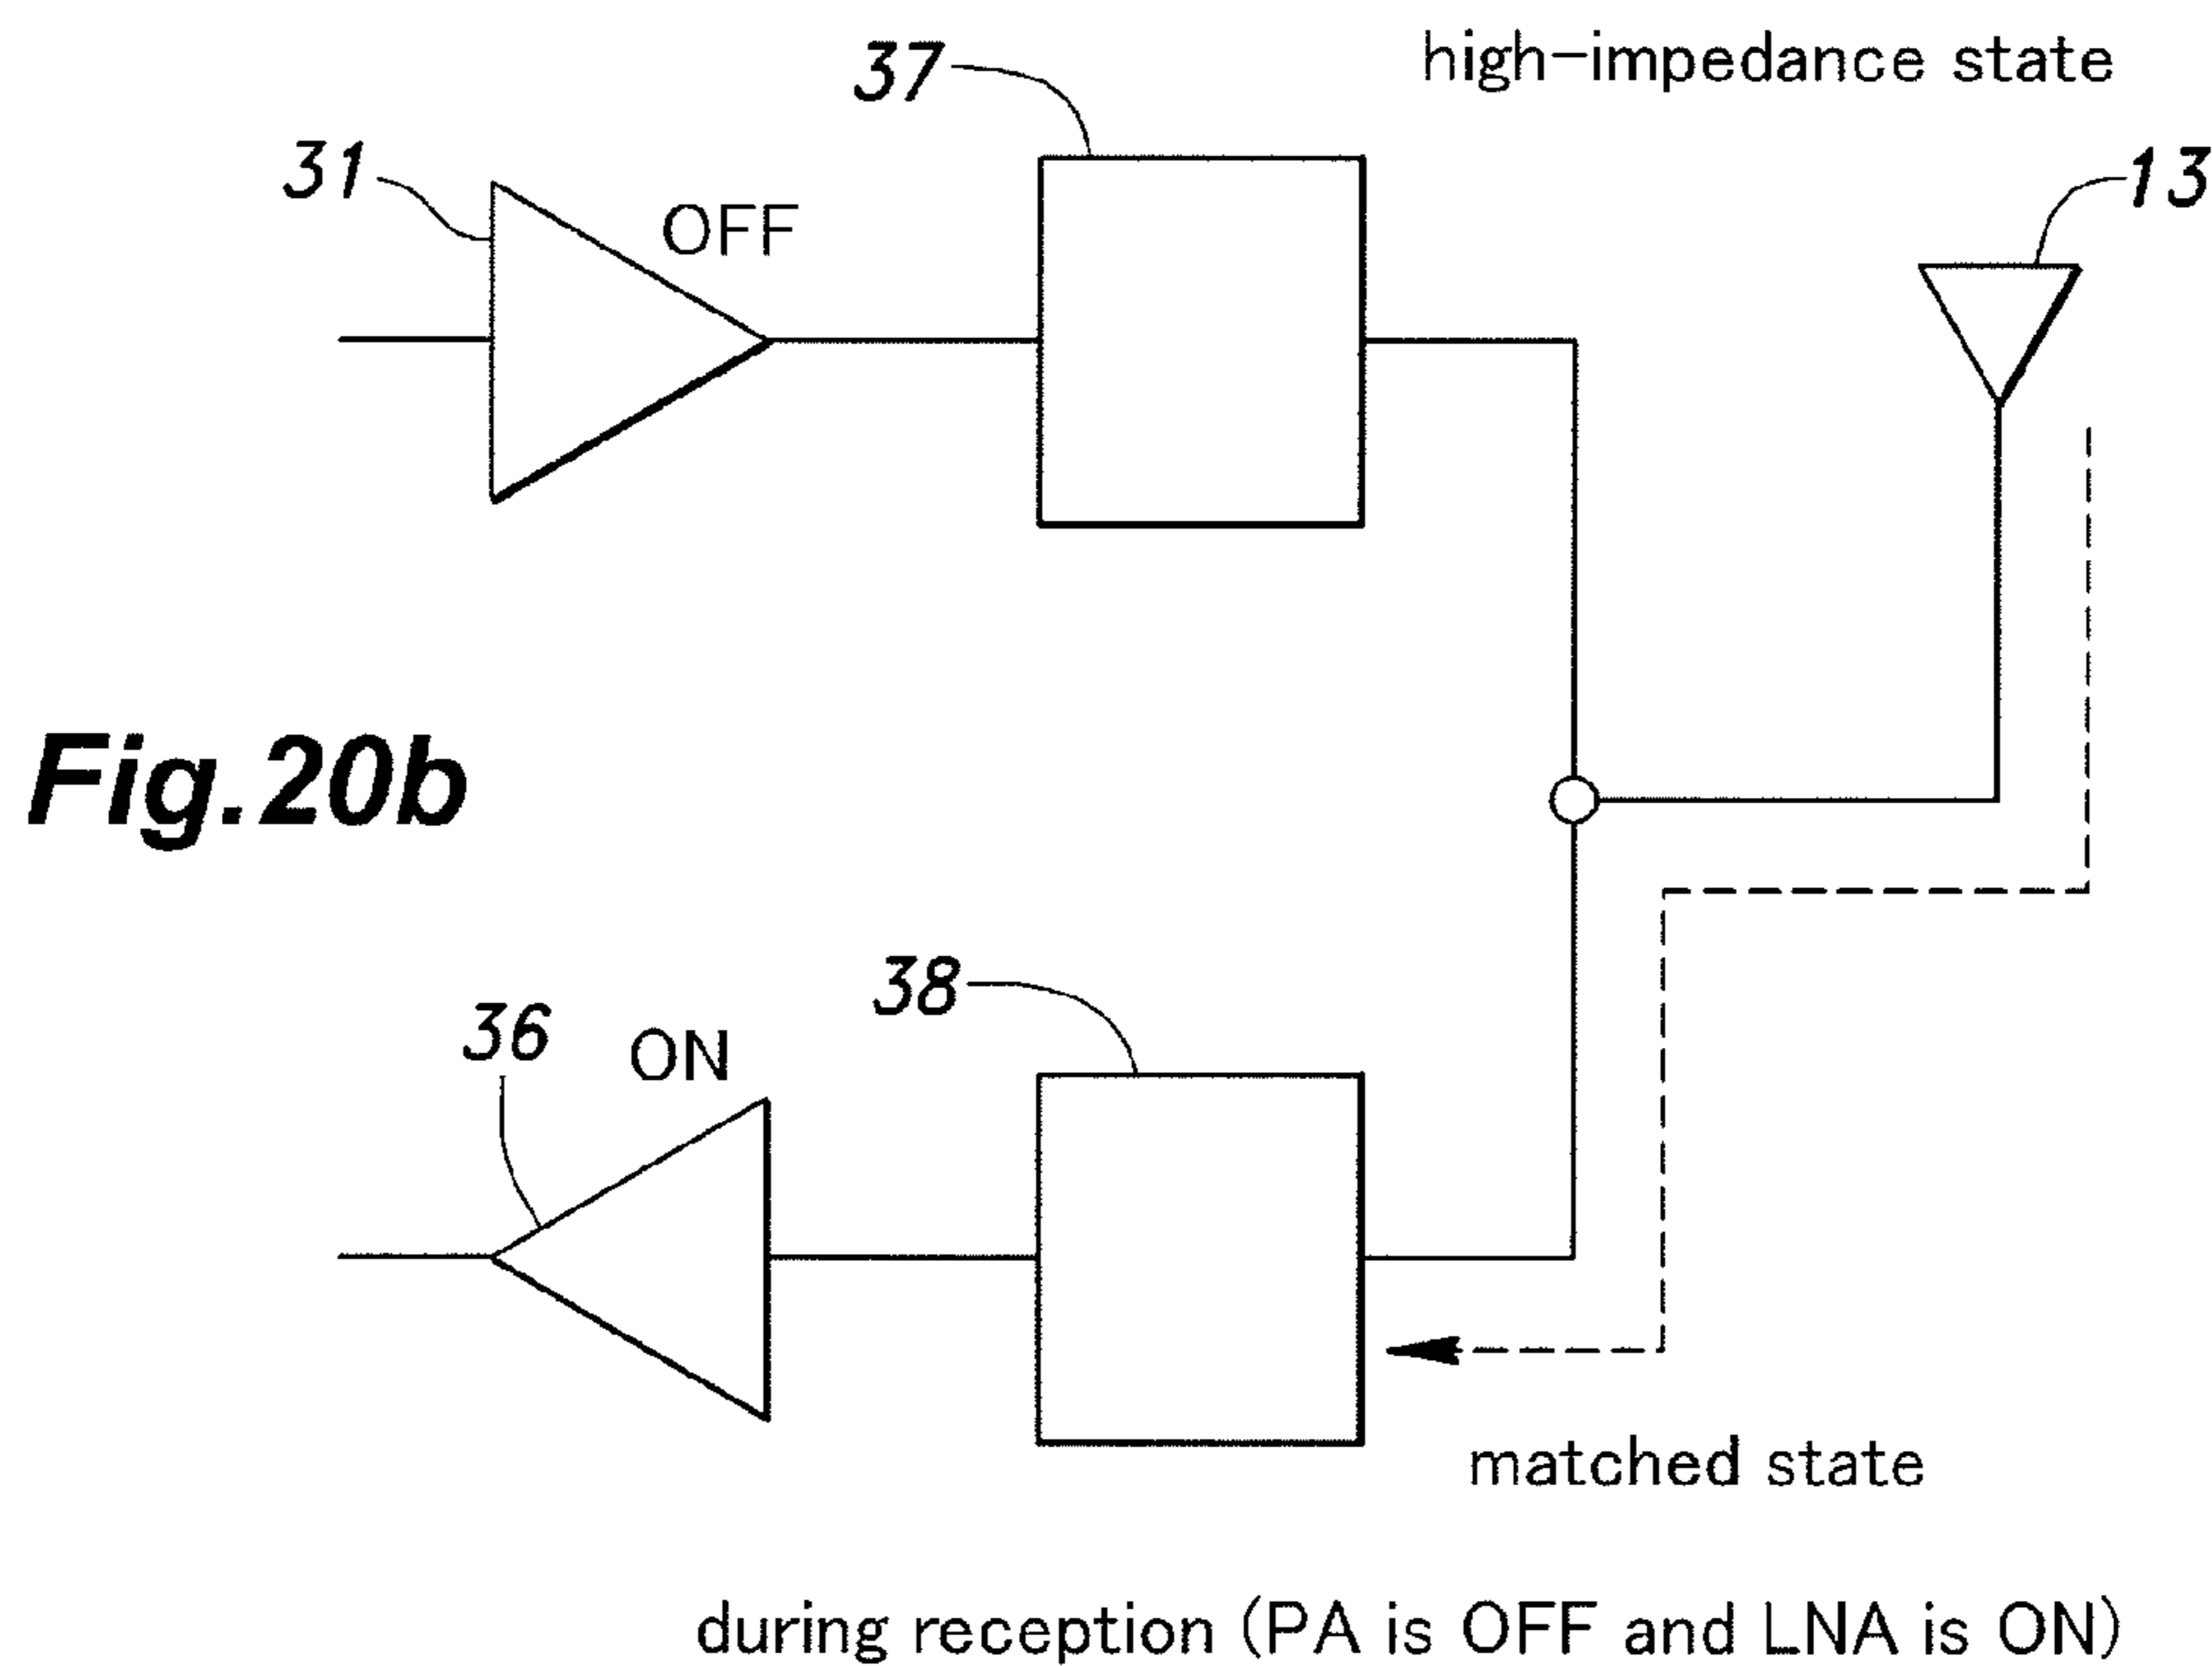 high-impedance state
37
31
OFF
13
Fig.20b
38
36
ON
matched state
during reception (PA is OFF and LNA is ON)